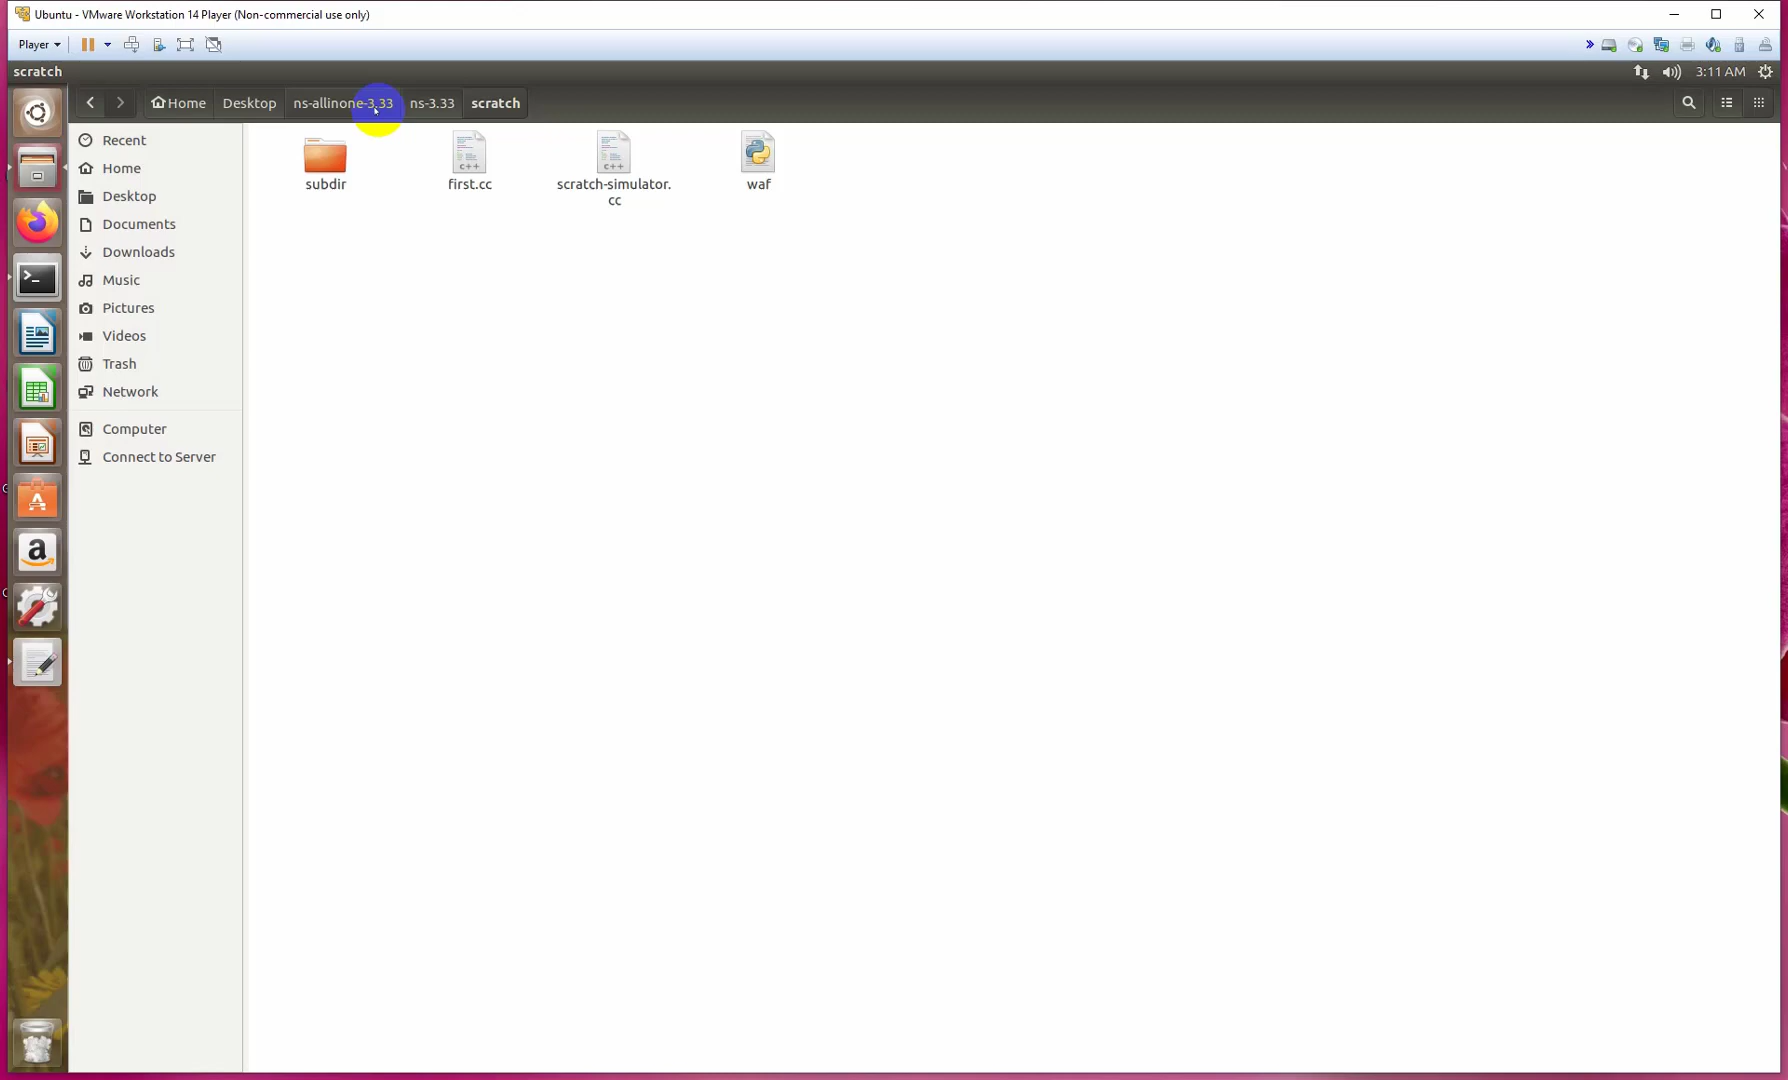 Ubuntu - VMware Workstation 14 Player (Non-commercial use only)
Player
scratch
3:11 AM
Home
Desktop
ns-allinone-3.33
ns-3.33
scratch
Recent
Home
Desktop
Documents
Downloads
Music
Pictures
Videos
Trash
Network
Computer
Connect to Server
subdir
first.cc
scratch-simulator.
cc
waf
c++
c++